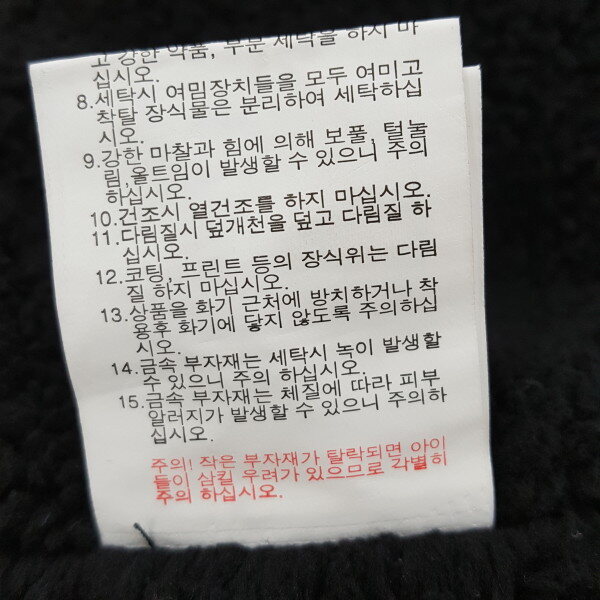 고 강한 약품, 부분 세탁을 하지 마
십시오.
8.세탁시 여밈장치들을 모두 여미고
착탈 장식물은 분리하여 세탁하십
시오.
9.강한 마찰과 힘에 의해 보풀, 털눌
림,올트임이 발생할 수 있으니 주의
하십시오.
10.건조시 열건조를 하지 마십시오.
11.다림질시 덮개천을 덮고 다림질 하
십시오.
12.코팅, 프린트 등의 장식위는 다림
질 하지 마십시오.
13.상품을 화기 근처에 방치하거나 착
용후 화기에 닿지 않도록 주의하십
시오.
14.금속 부자재는 세탁시 녹이 발생할
수 있으니 주의 하십시오.
15.금속 부자재는 체질에 따라 피부
알러지가 발생할 수 있으니 주의하
십시오.
주의! 작은 부자재가 탈락되면 아이
들이 삼킬 우려가 있으므로 각별히
주의 하십시오.